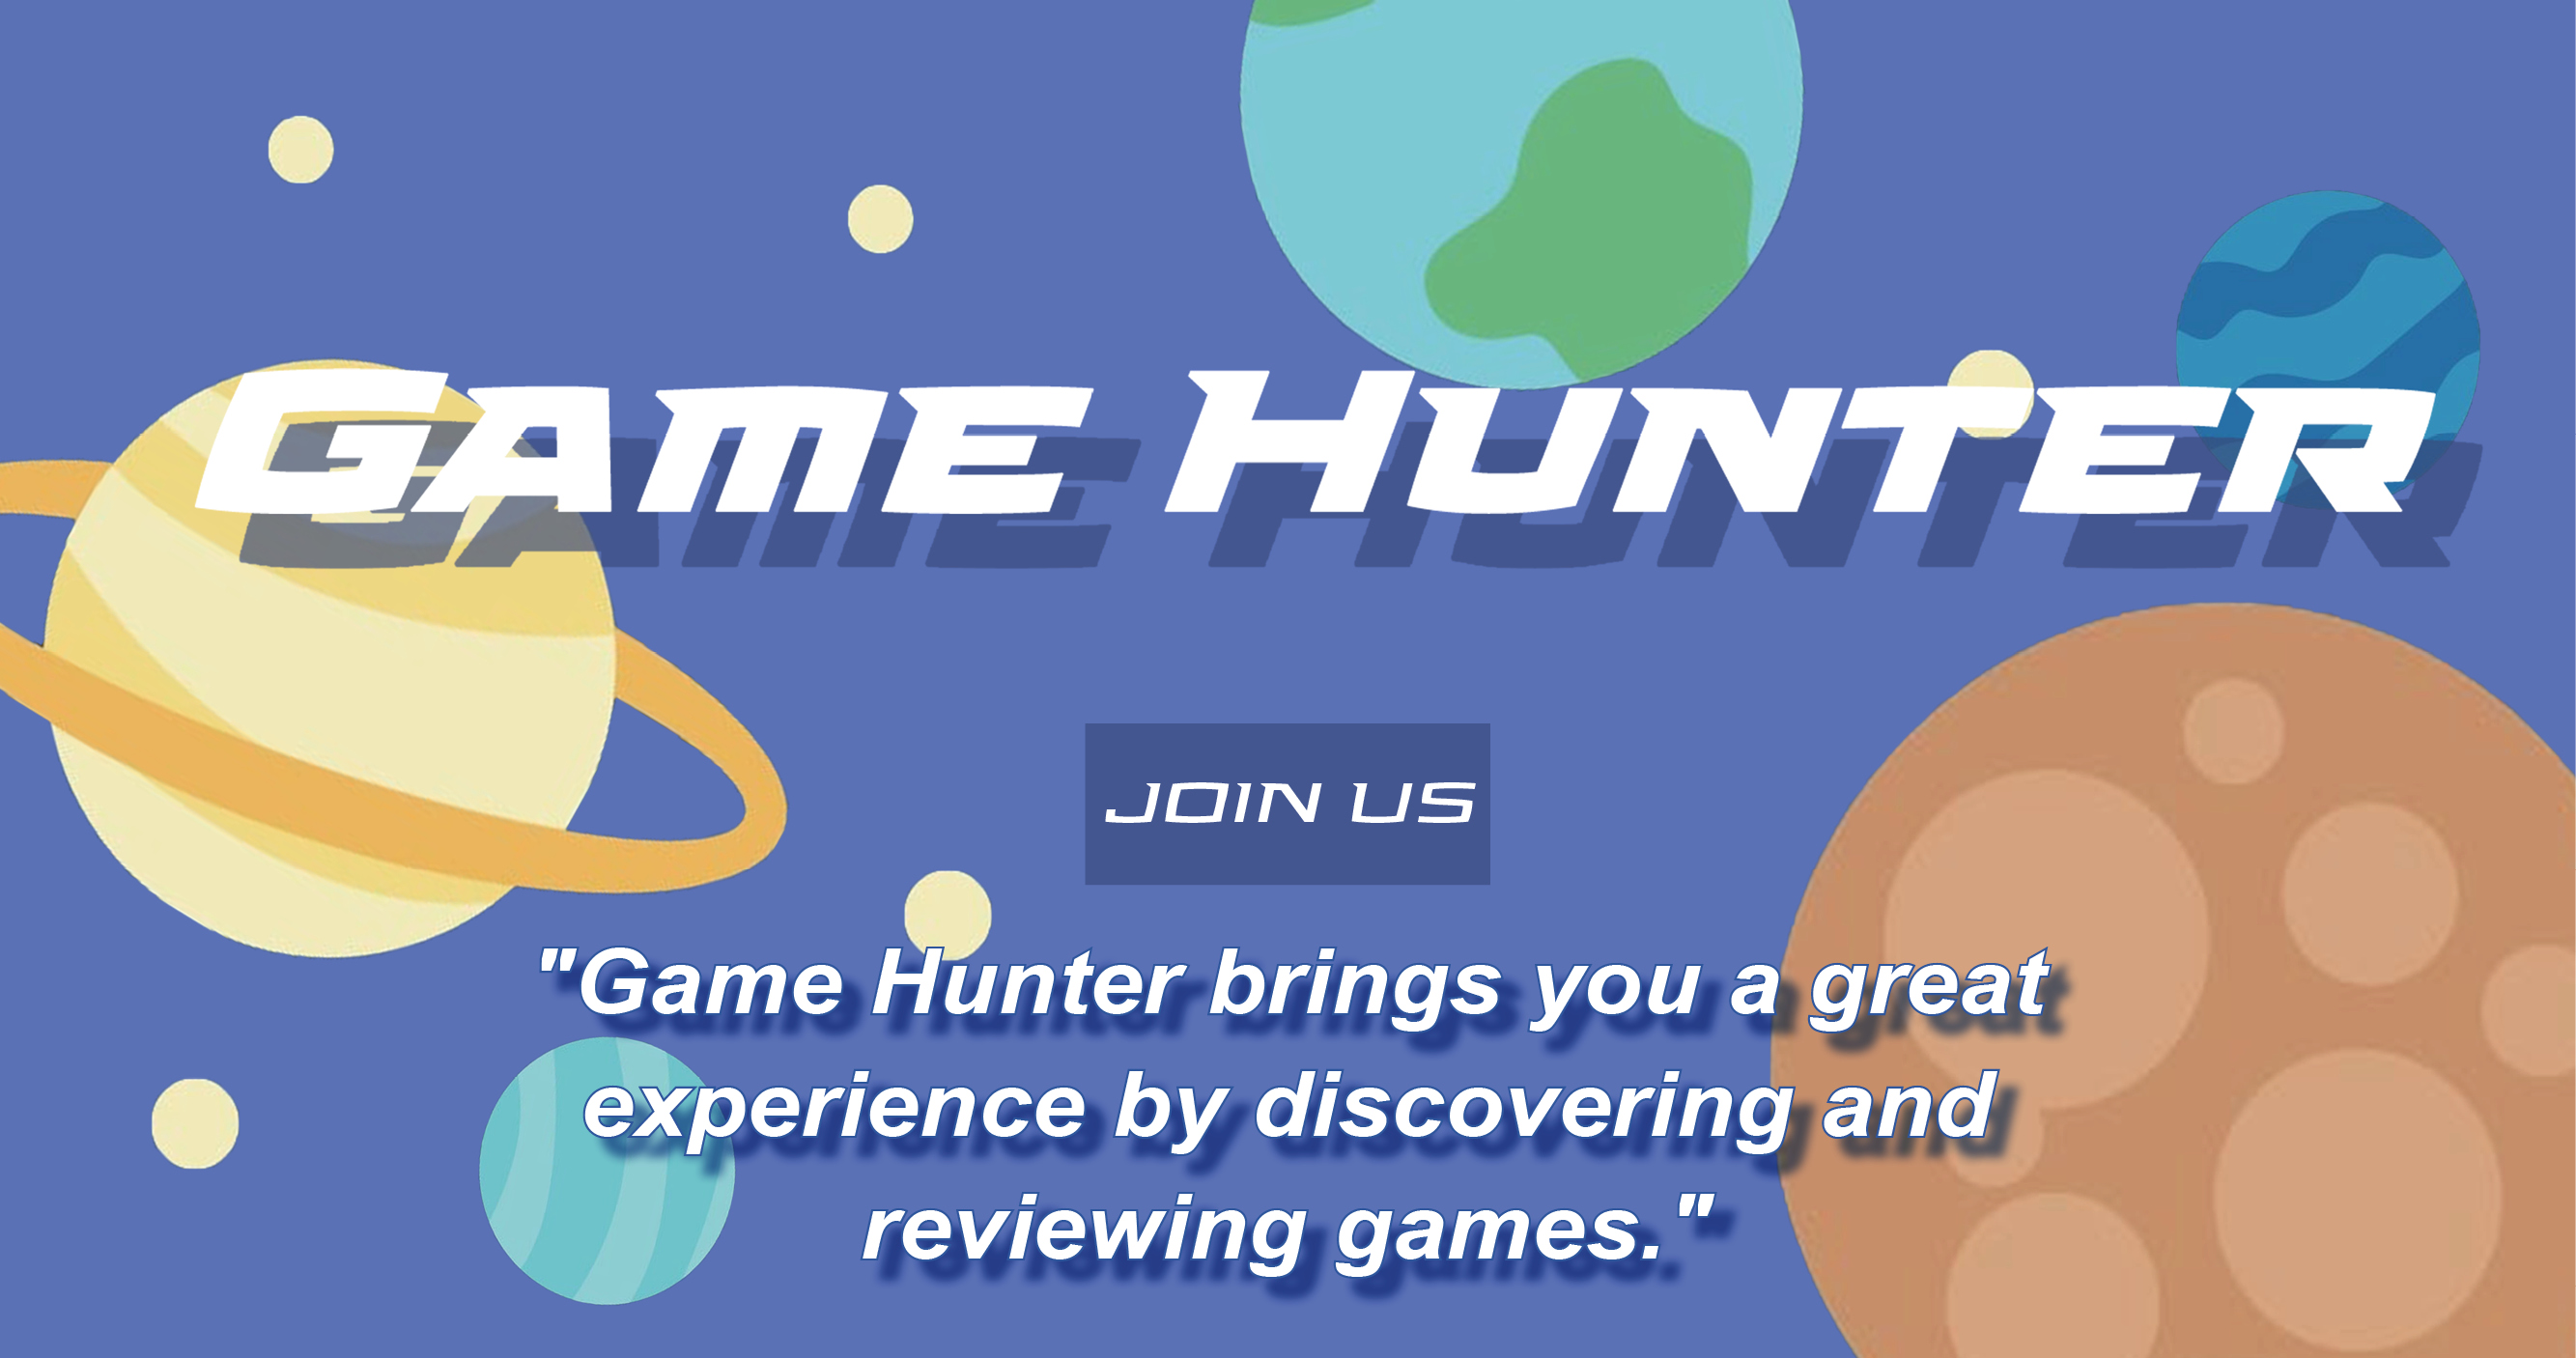 Game Hunter
JOIN US
"Game Hunter brings you a great
experience by discovering and
reviewing games."